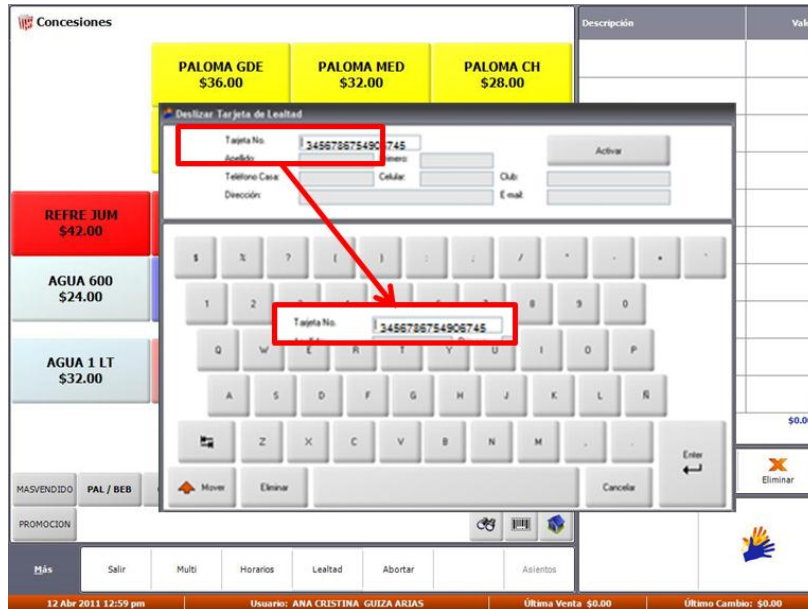 Concesiones
Descripción
Val
PALOMA GDE
$36.00
PALOMA MED
$32.00
PALOMA CH
$28.00
Deslizar Tarjeta de Lealtad
Tarjeta No.
3456786754906745
Apellido:
Primero:
Teléfono Casa:
Celular:
Club:
Dirección:
E-mail:
Activar
REFRE JUM
$42.00
AGUA 600
$24.00
AGUA 1 LT
$32.00
$ % ? ( ) : ; /
1 2 8 9 0
Tarjeta No.
3456786754906745
Q W E R T Y U I O P
A S D F G H J K L Ñ
Z X C V B N M , .
Enter
Mover
Eliminar
Cancelar
$0.0
MASVENDIDO
PAL / BEB
Eliminar
PROMOCION
Más
Salir
Multi
Horarios
Lealtad
Abortar
Asientos
12 Abr 2011 12:59 pm
Usuario: ANA CRISTINA GUIZA ARIAS
Última Venta $0.00
Último Cambio: $0.00